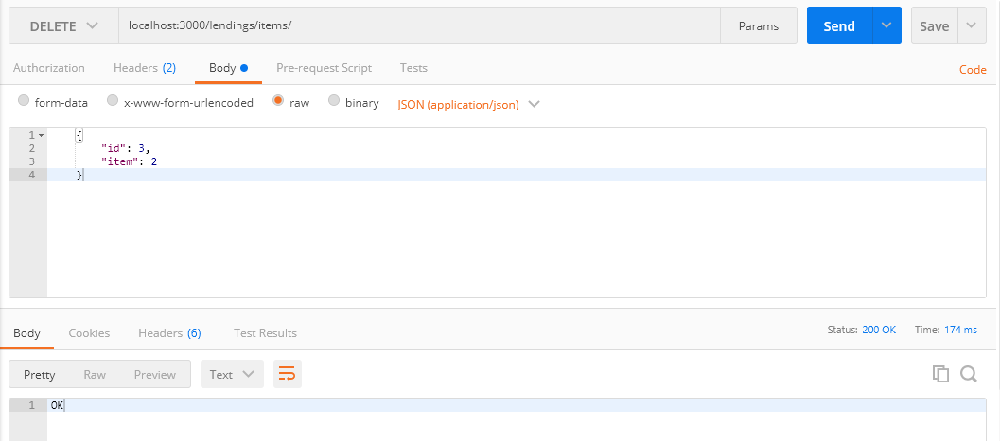 DELETE localhost:3000/lendings/items/ Params Send Save
Authorization Headers (2) Body Pre-request Script Tests Code
form-data x-www-form-urlencoded raw binary JSON (application/json)
1 {
2 "id": 3,
3 "item": 2
4 }
Body Cookies Headers (6) Test Results Status: 200 OK Time: 174 ms
Pretty Raw Preview Text
1 OK